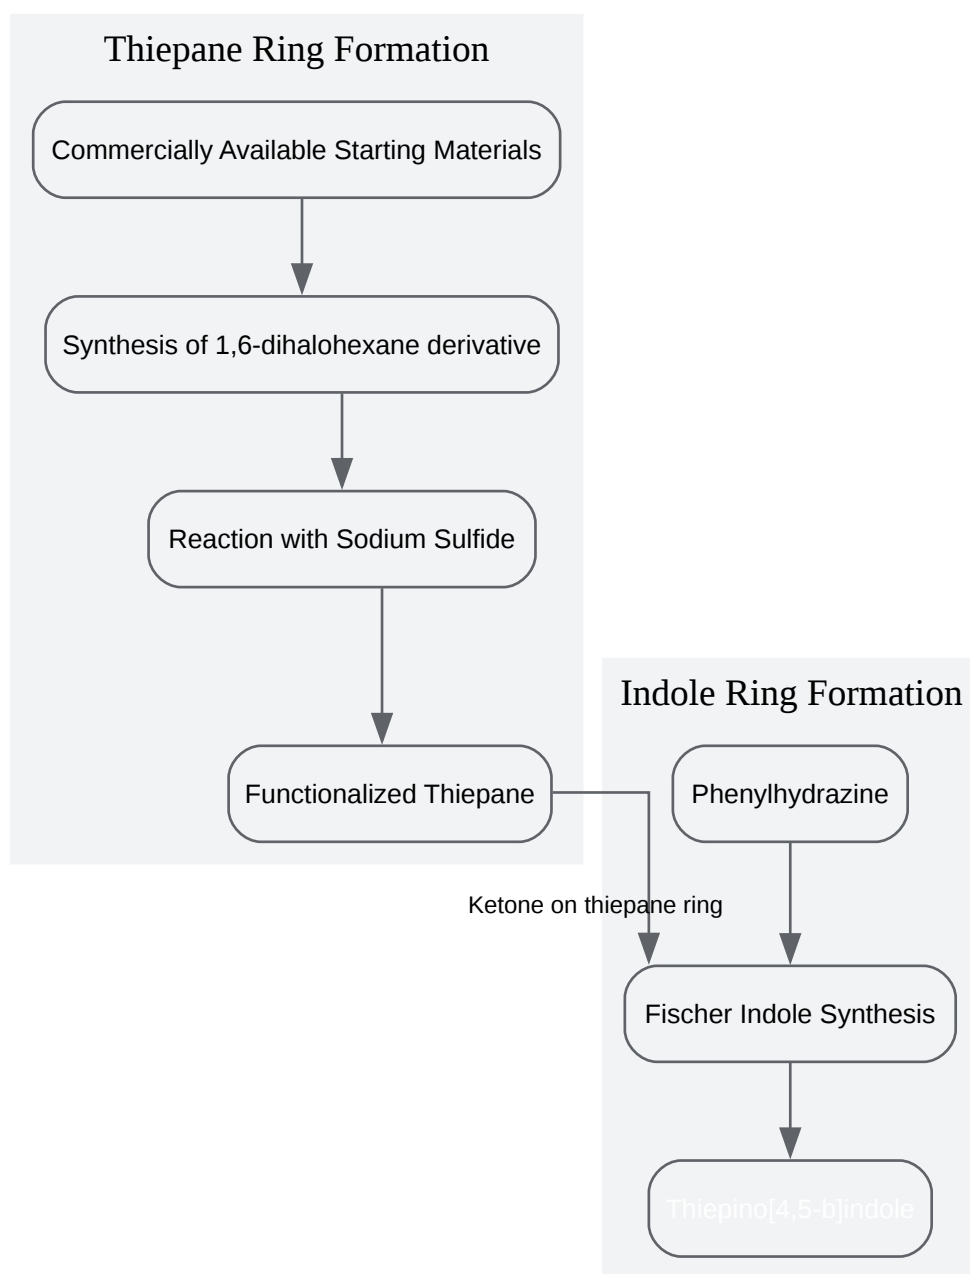 Thiepane Ring Formation
Commercially Available Starting Materials
Synthesis of 1,6-dihalohexane derivative
Reaction with Sodium Sulfide
Functionalized Thiepane
Ketone on thiepane ring
Indole Ring Formation
Phenylhydrazine
Fischer Indole Synthesis
Thiepino[4,5-b]indole